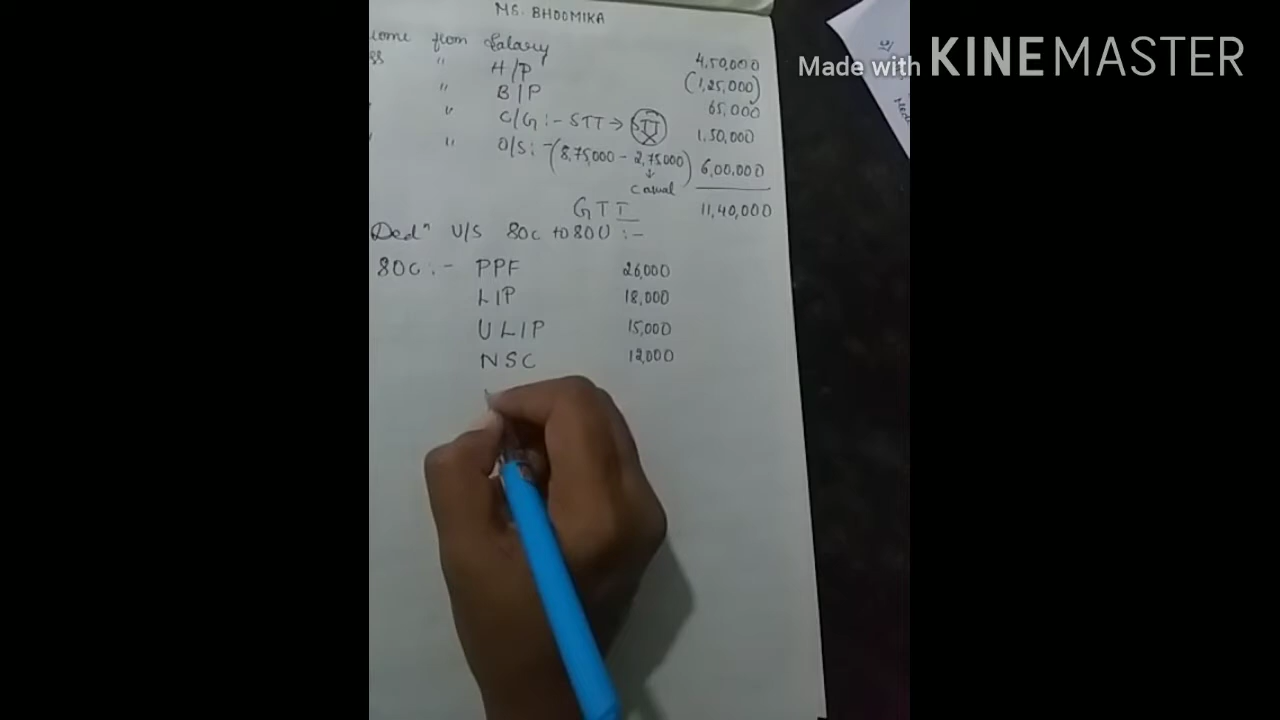 Made with KINEMASTER
MS. BHOOMIKA
come from Salary 4,50,000
ss " H/P (1,25,000)
" B/P 65,000
" C/G :- STT → STT 1,50,000
" O/S :- (8,75,000 - 2,75,000) 6,00,000
↓
Casual
GTI 11,40,000
Dedn U/S 80C to 80U :-
80C :- PPF 26,000
LIP 18,000
ULIP 15,000
NSC 12,000